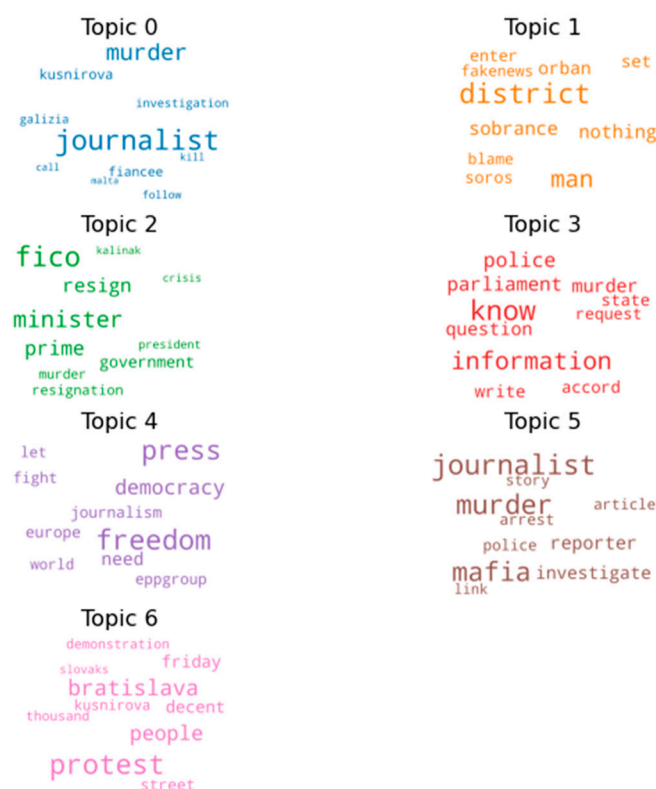 Topic 0
murder
kusnirova
investigation
galizia
journalist
kill
call
fiancee
malta
follow
Topic 1
enter
set
fakenews orban
district
sobrance nothing
blame
soros
man
Topic 2
fico
kalinak
resign
crisis
minister
prime
president
government
murder
resignation
Topic 3
police
parliament murder
state
know
request
question
information
write
accord
Topic 4
press
let
fight
democracy
journalism
europe
freedom
need
world
eppgroup
Topic 5
journalist
story
murder
article
arrest
police
reporter
mafia
investigate
link
Topic 6
demonstration
friday
slovaks
bratislava
kusnirova
decent
thousand
people
protest
street